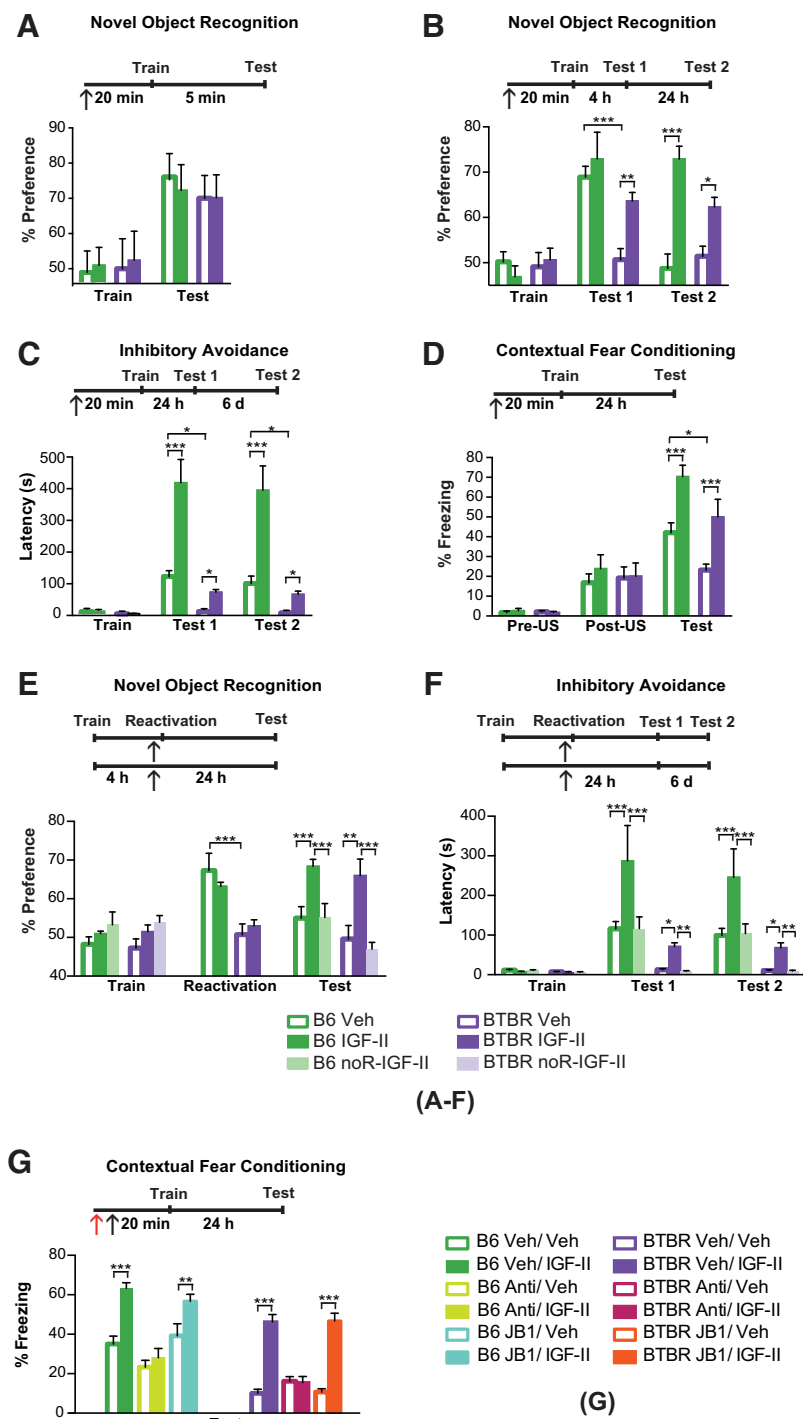 A Novel Object Recognition
Train Test
↑ 20 min 5 min
% Preference
90
80
70
60
50
Train Test
B Novel Object Recognition
Train Test 1 Test 2
↑ 20 min 4 h 24 h
% Preference
80
70
60
50
*** ** *** *
Train Test 1 Test 2
C Inhibitory Avoidance
Train Test 1 Test 2
↑ 20 min 24 h 6 d
Latency (s)
500
400
300
200
100
0
* *
*** ***
* *
Train Test 1 Test 2
D Contextual Fear Conditioning
Train Test
↑ 20 min 24 h
% Freezing
80
70
60
50
40
30
20
10
0
*
*** ***
Pre-US Post-US Test
E Novel Object Recognition
Train Reactivation Test
↑
4 h ↑ 24 h
% Preference
80
70
60
50
40
*** *** *** ** ***
Train Reactivation Test
F Inhibitory Avoidance
Train Reactivation Test 1 Test 2
↑
↑ 24 h 6 d
Latency (s)
400
300
200
100
0
*** *** * ** *** *** * **
Train Test 1 Test 2
B6 Veh BTBR Veh
B6 IGF-II BTBR IGF-II
B6 noR-IGF-II BTBR noR-IGF-II
(A-F)
G Contextual Fear Conditioning
Train Test
↑↑ 20 min 24 h
% Freezing
80
60
40
20
0
*** ** *** ***
B6 Veh/ Veh BTBR Veh/ Veh
B6 Veh/ IGF-II BTBR Veh/ IGF-II
B6 Anti/ Veh BTBR Anti/ Veh
B6 Anti/ IGF-II BTBR Anti/ IGF-II
B6 JB1/ Veh BTBR JB1/ Veh
B6 JB1/ IGF-II BTBR JB1/ IGF-II
(G)